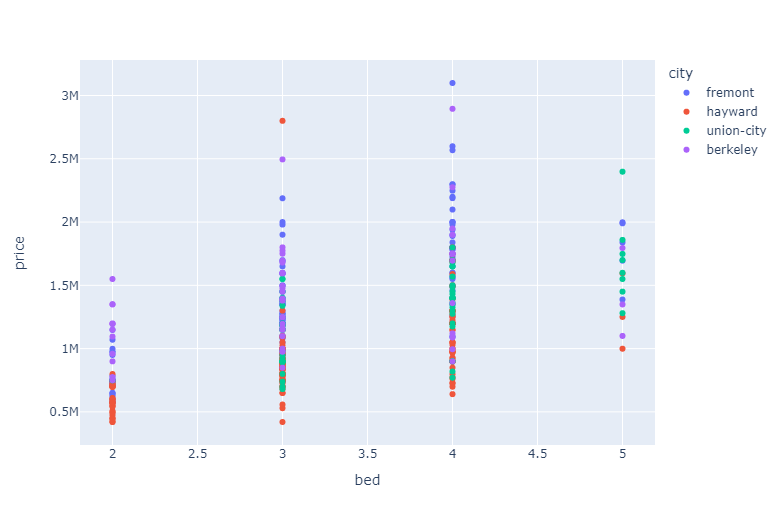 city
fremont
hayward
union-city
berkeley
3M
2.5M
2M
1.5M
1M
0.5M
price
2 2.5 3 3.5 4 4.5 5
bed